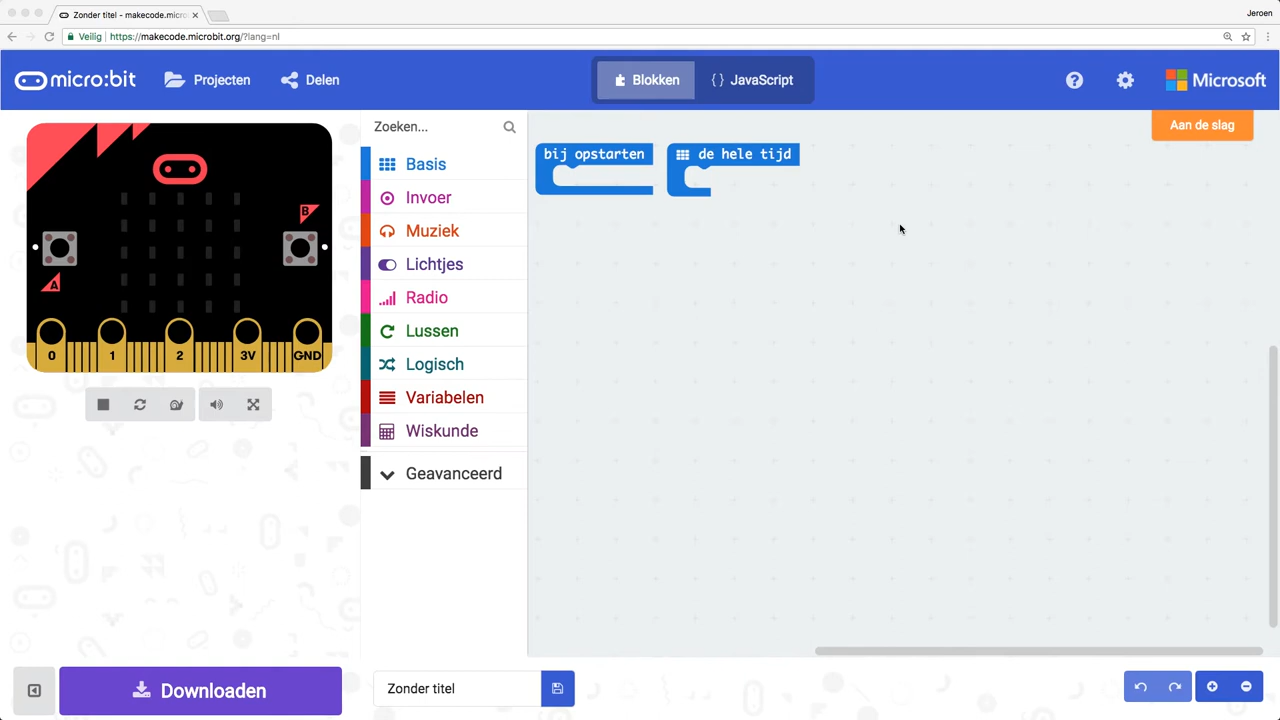 Zonder titel - makecode.micro
Jeroen
Veilig https://makecode.microbit.org/?lang=nl
micro:bit Projecten Delen Blokken {} JavaScript ? Microsoft
Aan de slag
Zoeken...
bij opstarten de hele tijd
Basis
Invoer
Muziek
Lichtjes
Radio
Lussen
Logisch
Variabelen
Wiskunde
Geavanceerd
B
A
0 1 2 3V GND
Downloaden
Zonder titel